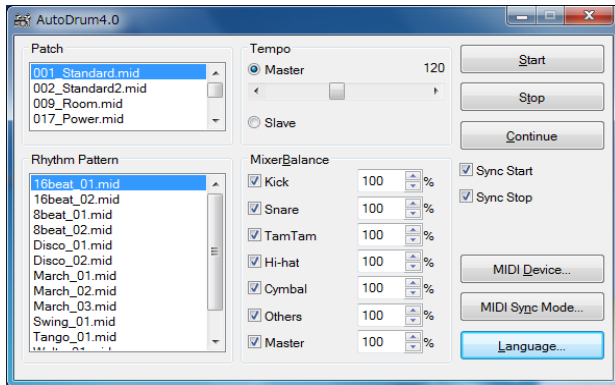 AutoDrum4.0
Patch
001_Standard.mid
002_Standard2.mid
009_Room.mid
017_Power.mid
Tempo
Master 120
Slave
Start
Stop
Continue
Sync Start
Sync Stop
Rhythm Pattern
16beat_01.mid
16beat_02.mid
8beat_01.mid
8beat_02.mid
Disco_01.mid
Disco_02.mid
March_01.mid
March_02.mid
March_03.mid
Swing_01.mid
Tango_01.mid
MixerBalance
Kick 100 %
Snare 100 %
TamTam 100 %
Hi-hat 100 %
Cymbal 100 %
Others 100 %
Master 100 %
MIDI Device...
MIDI Sync Mode...
Language...